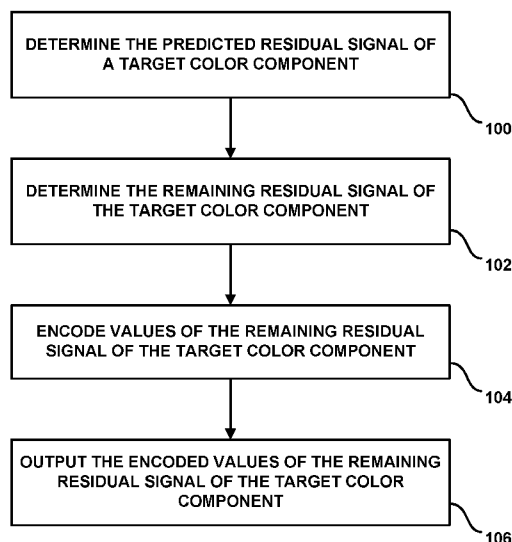 DETERMINE THE PREDICTED RESIDUAL SIGNAL OF
A TARGET COLOR COMPONENT
100
DETERMINE THE REMAINING RESIDUAL SIGNAL OF
THE TARGET COLOR COMPONENT
102
ENCODE VALUES OF THE REMAINING RESIDUAL
SIGNAL OF THE TARGET COLOR COMPONENT
104
OUTPUT THE ENCODED VALUES OF THE REMAINING
RESIDUAL SIGNAL OF THE TARGET COLOR
COMPONENT
106